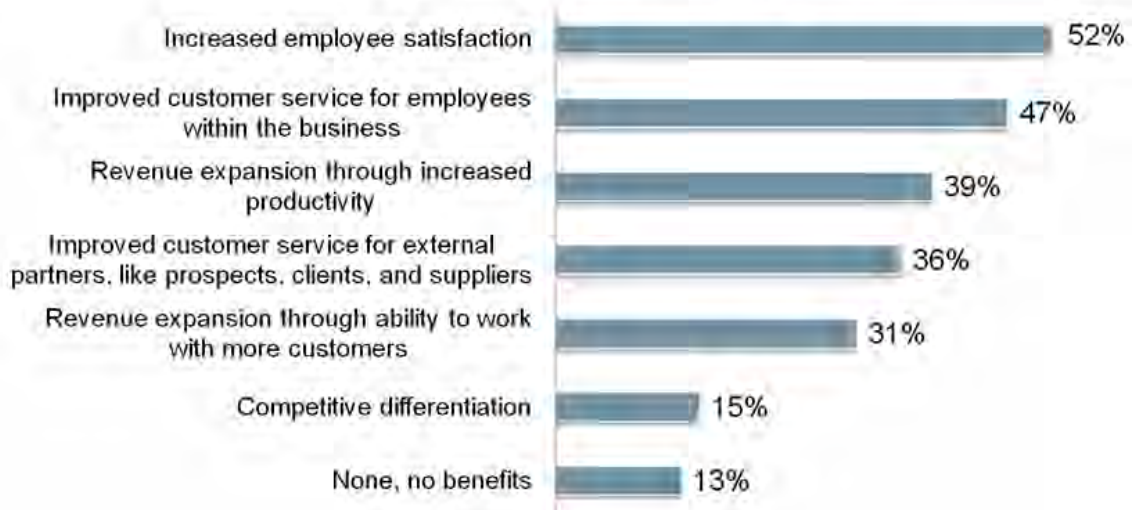 Increased employee satisfaction 52%
Improved customer service for employees
within the business 47%
Revenue expansion through increased
productivity 39%
Improved customer service for external
partners, like prospects, clients, and suppliers 36%
Revenue expansion through ability to work
with more customers 31%
Competitive differentiation 15%
None, no benefits 13%